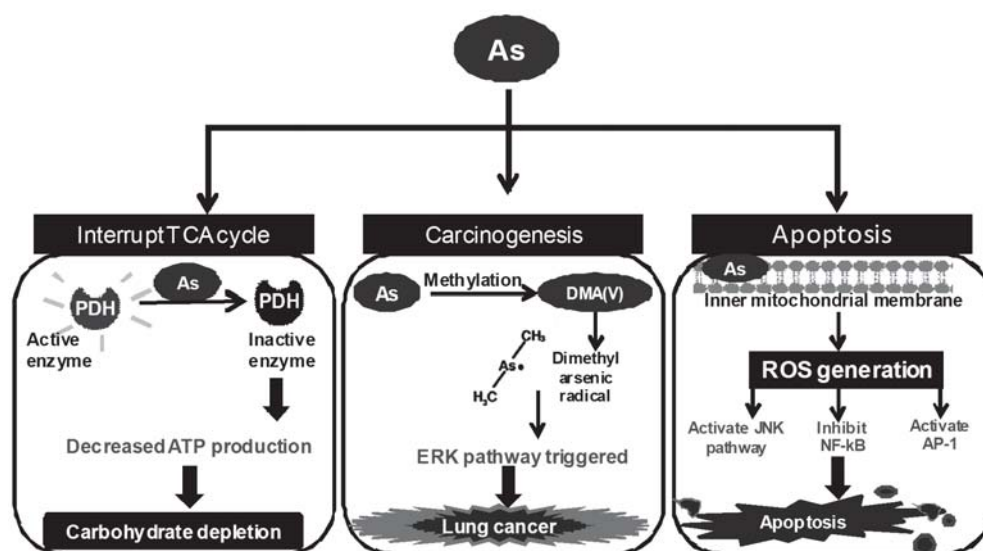 As
Interrupt TCA cycle
PDH
As
PDH
Active
enzyme
Inactive
enzyme
Decreased ATP production
Carbohydrate depletion
Carcinogenesis
As
Methylation
DMA(V)
CH₃
As•
H₃C
Dimethyl
arsenic
radical
ERK pathway triggered
Lung cancer
Apoptosis
As
Inner mitochondrial membrane
ROS generation
Activate JNK
pathway
Inhibit
NF-kB
Activate
AP-1
Apoptosis